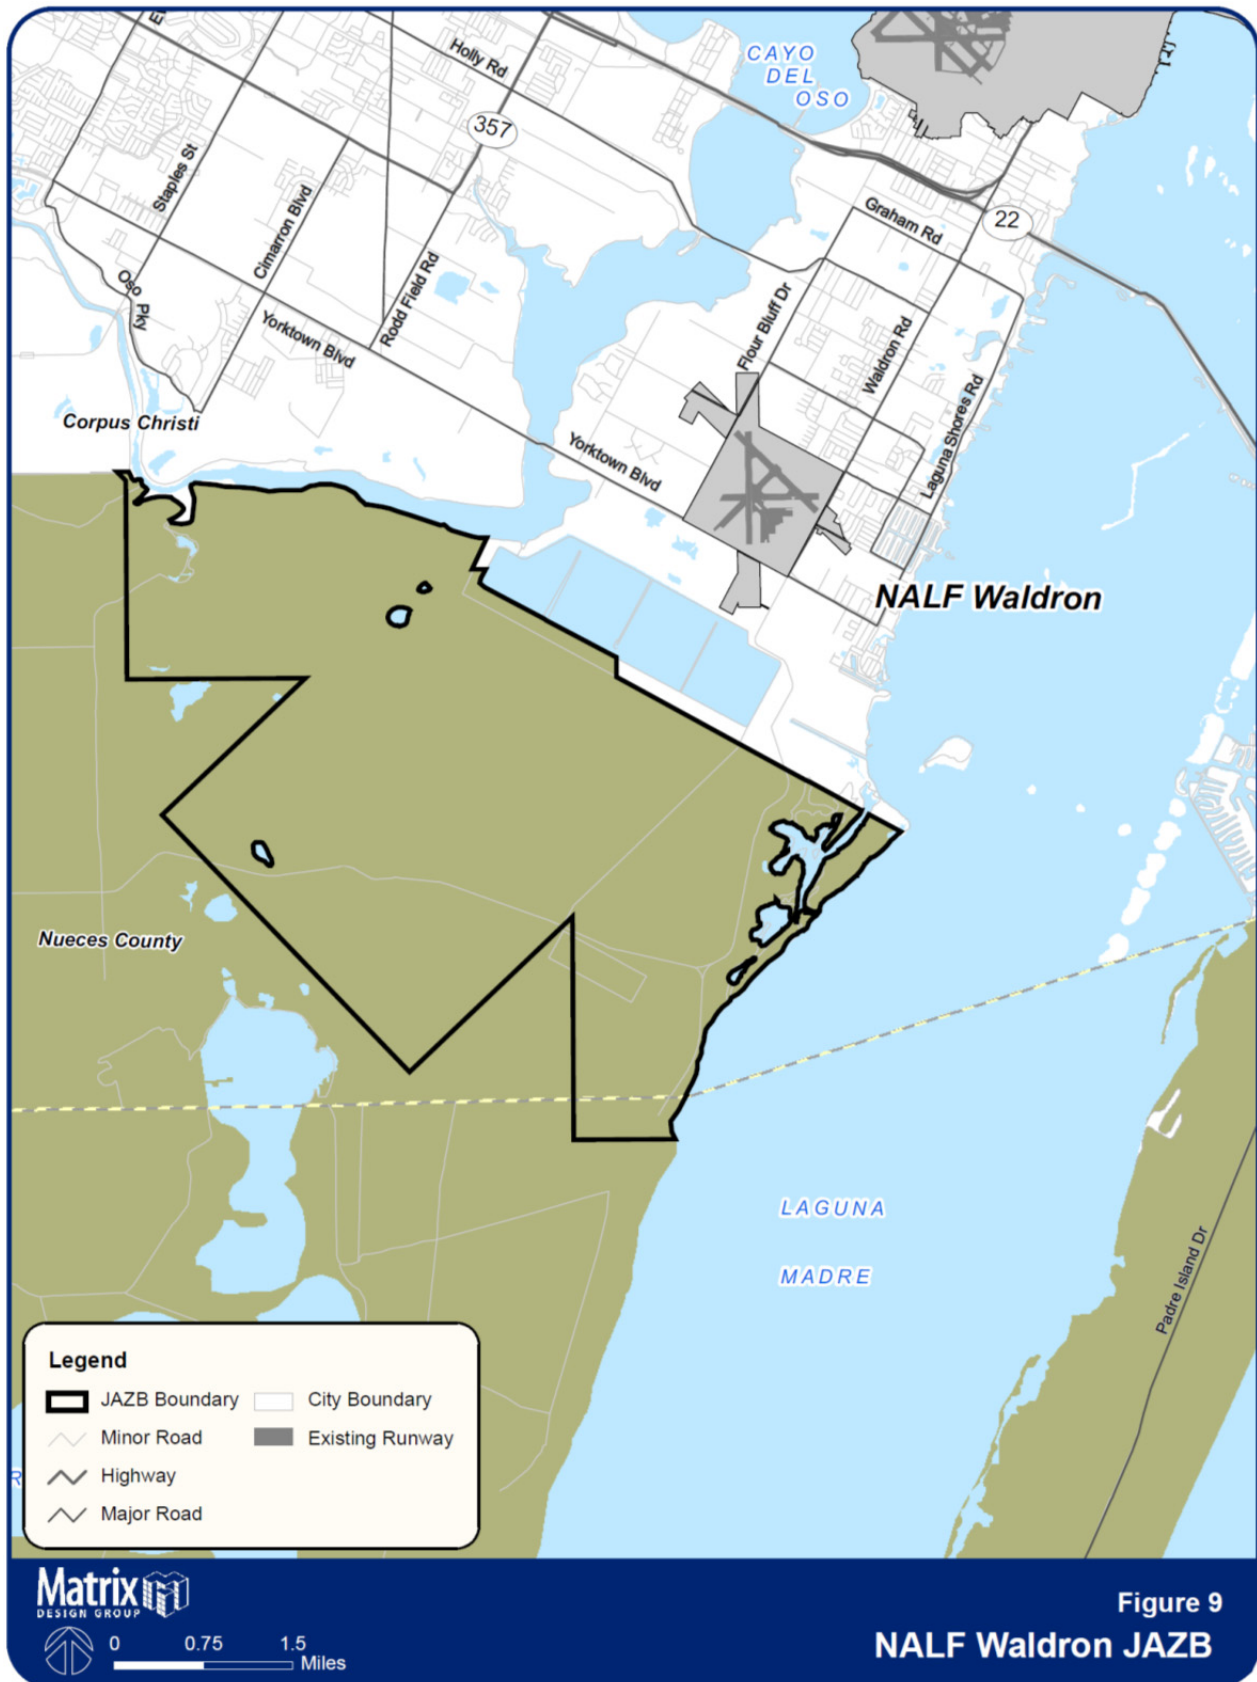 CAYO
DEL
OSO
Holly Rd
357
Staples St
Cimarron Blvd
Graham Rd
22
Rodd Field Rd
Oso Pky
Flour Bluff Dr
Yorktown Blvd
Waldron Rd
Corpus Christi
Laguna Shores Rd
Yorktown Blvd
NALF Waldron
Nueces County
LAGUNA
MADRE
Padre Island Dr
Legend
JAZB Boundary
City Boundary
Minor Road
Existing Runway
Highway
Major Road
Matrix
DESIGN GROUP
0 0.75 1.5
Miles
Figure 9
NALF Waldron JAZB